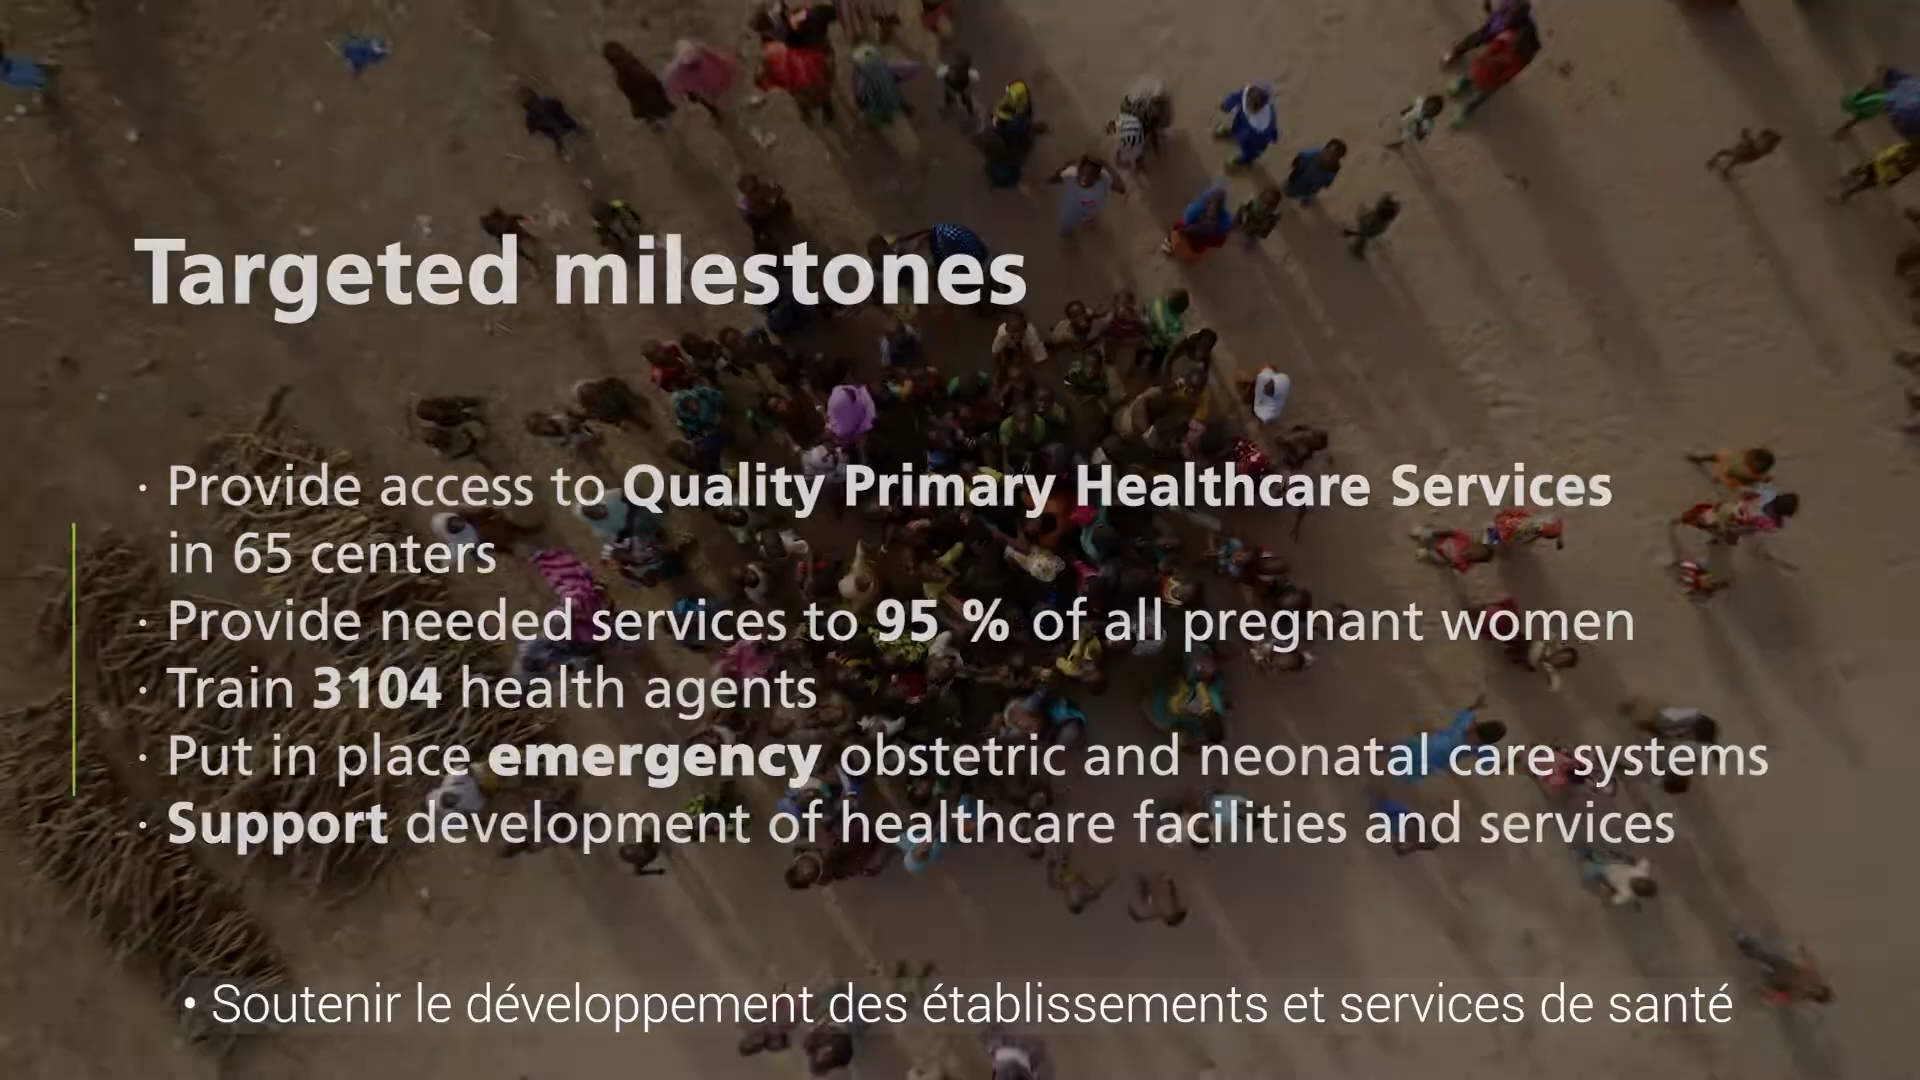 Targeted milestones
· Provide access to Quality Primary Healthcare Services
in 65 centers
· Provide needed services to 95 % of all pregnant women
· Train 3104 health agents
· Put in place emergency obstetric and neonatal care systems
· Support development of healthcare facilities and services
• Soutenir le développement des établissements et services de santé